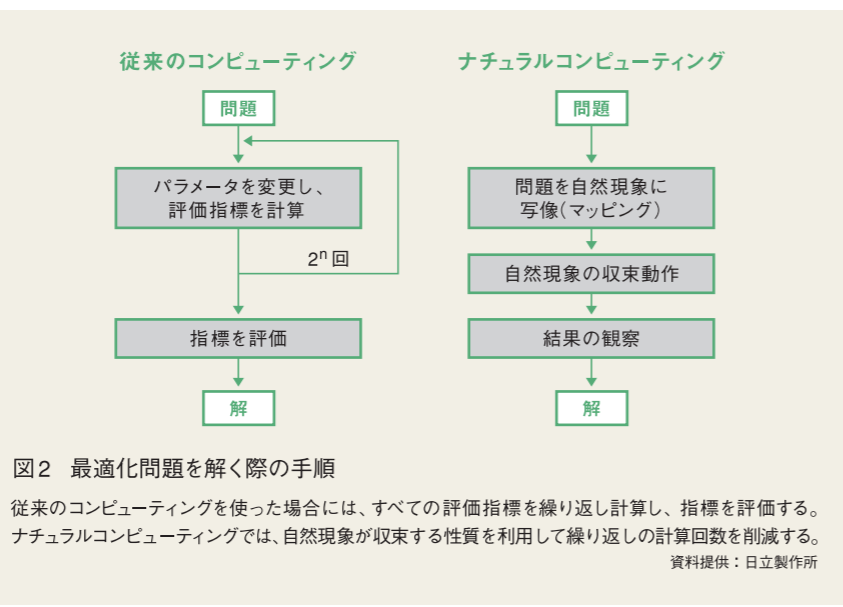 従来のコンピューティング
問題
パラメータを変更し、
評価指標を計算
2ⁿ回
指標を評価
解
ナチュラルコンピューティング
問題
問題を自然現象に
写像(マッピング)
自然現象の収束動作
結果の観察
解
図2 最適化問題を解く際の手順
従来のコンピューティングを使った場合には、すべての評価指標を繰り返し計算し、指標を評価する。
ナチュラルコンピューティングでは、自然現象が収束する性質を利用して繰り返しの計算回数を削減する。
資料提供：日立製作所